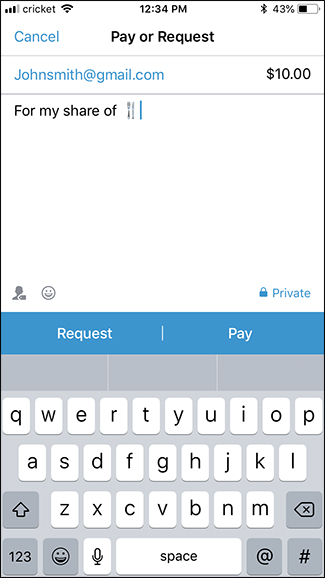 cricket 12:34 PM 43%
Cancel Pay or Request
Johnsmith@gmail.com $10.00
For my share of 🍴
Private
Request | Pay
q w e r t y u i o p
a s d f g h j k l
z x c v b n m
123 space @ #